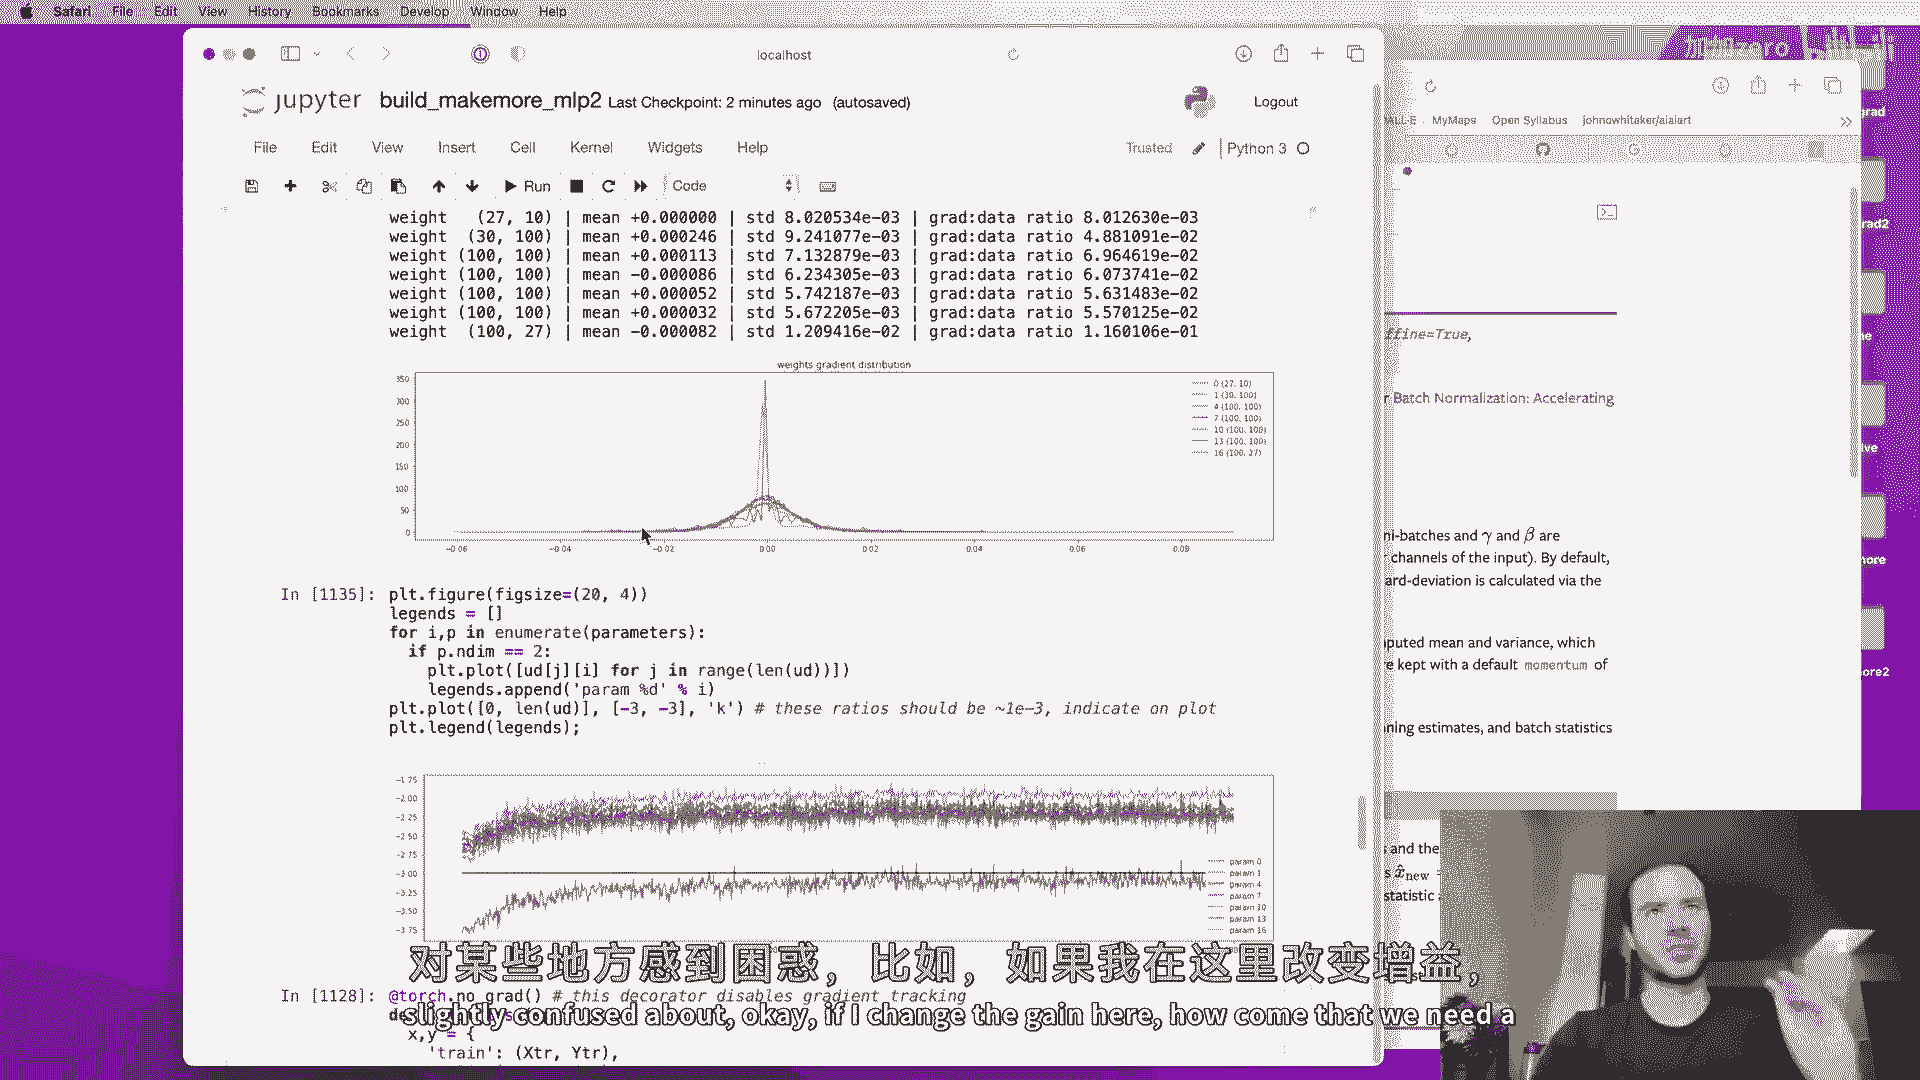 Safari File Edit View History Bookmarks Develop Window Help
localhost
jupyter build_makemore_mlp2 Last Checkpoint: 2 minutes ago (autosaved)
Logout
File Edit View Insert Cell Kernel Widgets Help
Trusted
Python 3
Run
Code
weight (27, 10) | mean +0.000000 | std 8.020534e-03 | grad:data ratio 8.012630e-03
weight (30, 100) | mean +0.000246 | std 9.241077e-03 | grad:data ratio 4.881091e-02
weight (100, 100) | mean +0.000113 | std 7.132879e-03 | grad:data ratio 6.964619e-02
weight (100, 100) | mean -0.000086 | std 6.234305e-03 | grad:data ratio 6.073741e-02
weight (100, 100) | mean +0.000052 | std 5.742187e-03 | grad:data ratio 5.631483e-02
weight (100, 100) | mean +0.000032 | std 5.672205e-03 | grad:data ratio 5.570125e-02
weight (100, 27) | mean -0.000082 | std 1.209416e-02 | grad:data ratio 1.160106e-01
weights gradient distribution
350
300
250
200
150
100
50
0
−0.06 −0.04 −0.02 0.00 0.02 0.04 0.06 0.08
0 (27, 10)
1 (30, 100)
4 (100, 100)
7 (100, 100)
10 (100, 100)
13 (100, 100)
16 (100, 27)
In [1135]: plt.figure(figsize=(20, 4))
legends = []
for i,p in enumerate(parameters):
if p.ndim == 2:
plt.plot([ud[j][i] for j in range(len(ud))])
legends.append('param %d' % i)
plt.plot([0, len(ud)], [-3, -3], 'k') # these ratios should be ~1e-3, indicate on plot
plt.legend(legends);
−1.75
−2.00
−2.25
−2.50
−2.75
−3.00
−3.25
−3.50
−3.75
param 0
param 1
param 4
param 7
param 10
param 13
param 16
In [1128]: @torch.no_grad() # this decorator disables gradient tracking
x,y = {
'train': (Xtr, Ytr),
MyMaps Open Syllabus johnowhitaker/aiaiart
ffine=True,
Batch Normalization: Accelerating
ni-batches and γ and β are
channels of the input). By default,
ard-deviation is calculated via the
puted mean and variance, which
e kept with a default momentum of
ning estimates, and batch statistics
and the
x̂new
statistic
对某些地方感到困惑，比如，如果我在这里改变增益，
slightly confused about, okay, if I change the gain here, how come that we need a